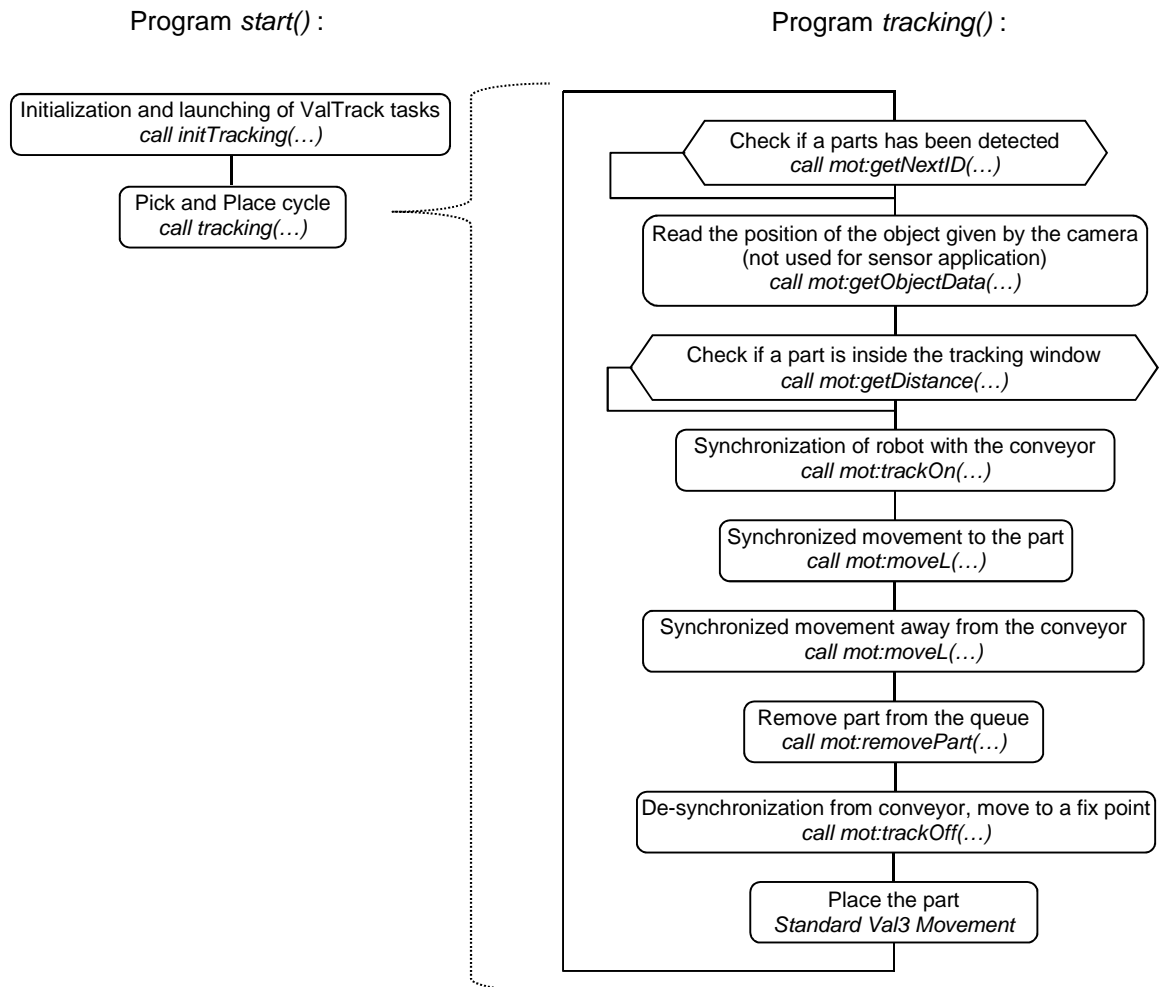 Program start() :
Program tracking() :
Initialization and launching of ValTrack tasks
call initTracking(…)
Pick and Place cycle
call tracking(…)
Check if a parts has been detected
call mot:getNextID(…)
Read the position of the object given by the camera
(not used for sensor application)
call mot:getObjectData(…)
Check if a part is inside the tracking window
call mot:getDistance(…)
Synchronization of robot with the conveyor
call mot:trackOn(…)
Synchronized movement to the part
call mot:moveL(…)
Synchronized movement away from the conveyor
call mot:moveL(…)
Remove part from the queue
call mot:removePart(…)
De-synchronization from conveyor, move to a fix point
call mot:trackOff(…)
Place the part
Standard Val3 Movement